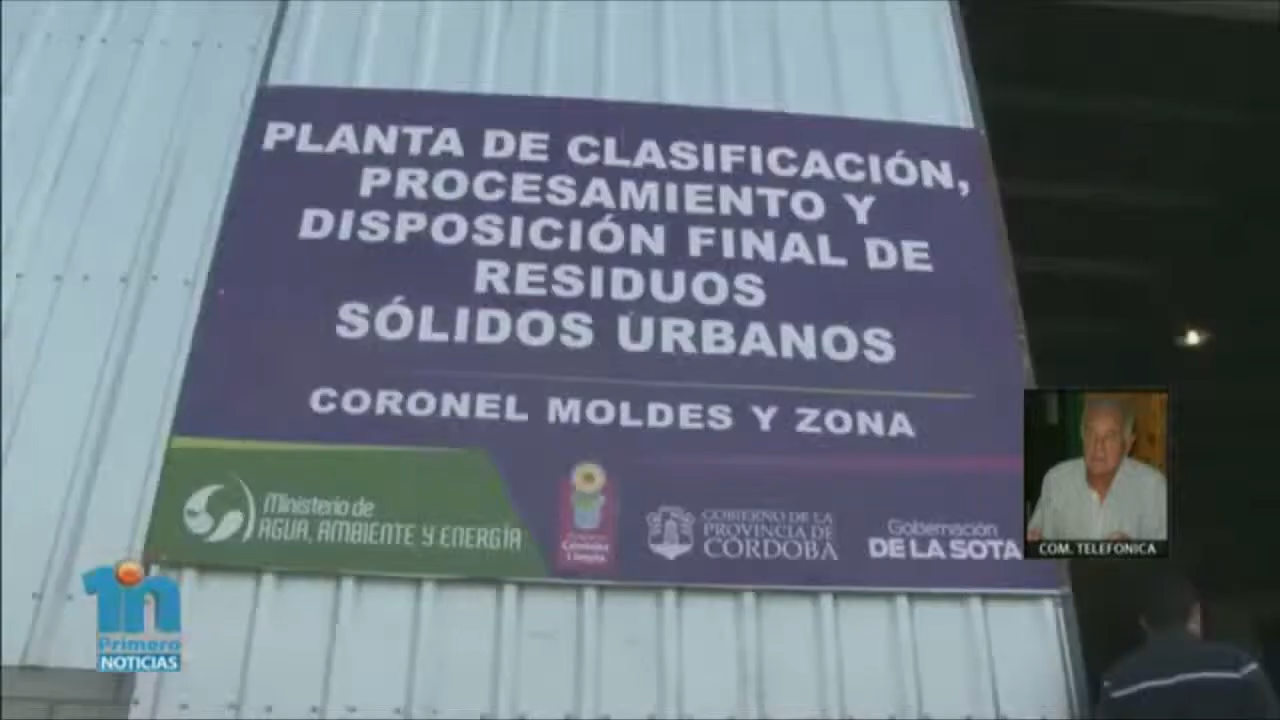 PLANTA DE CLASIFICACIÓN,
PROCESAMIENTO Y
DISPOSICIÓN FINAL DE
RESIDUOS
SÓLIDOS URBANOS
CORONEL MOLDES Y ZONA
Ministerio de
AGUA, AMBIENTE Y ENERGÍA
GOBIERNO DE LA
PROVINCIA DE
CÓRDOBA
Gobernación
DE LA SOTA
COM. TELEFONICA
1n
Primero
NOTICIAS